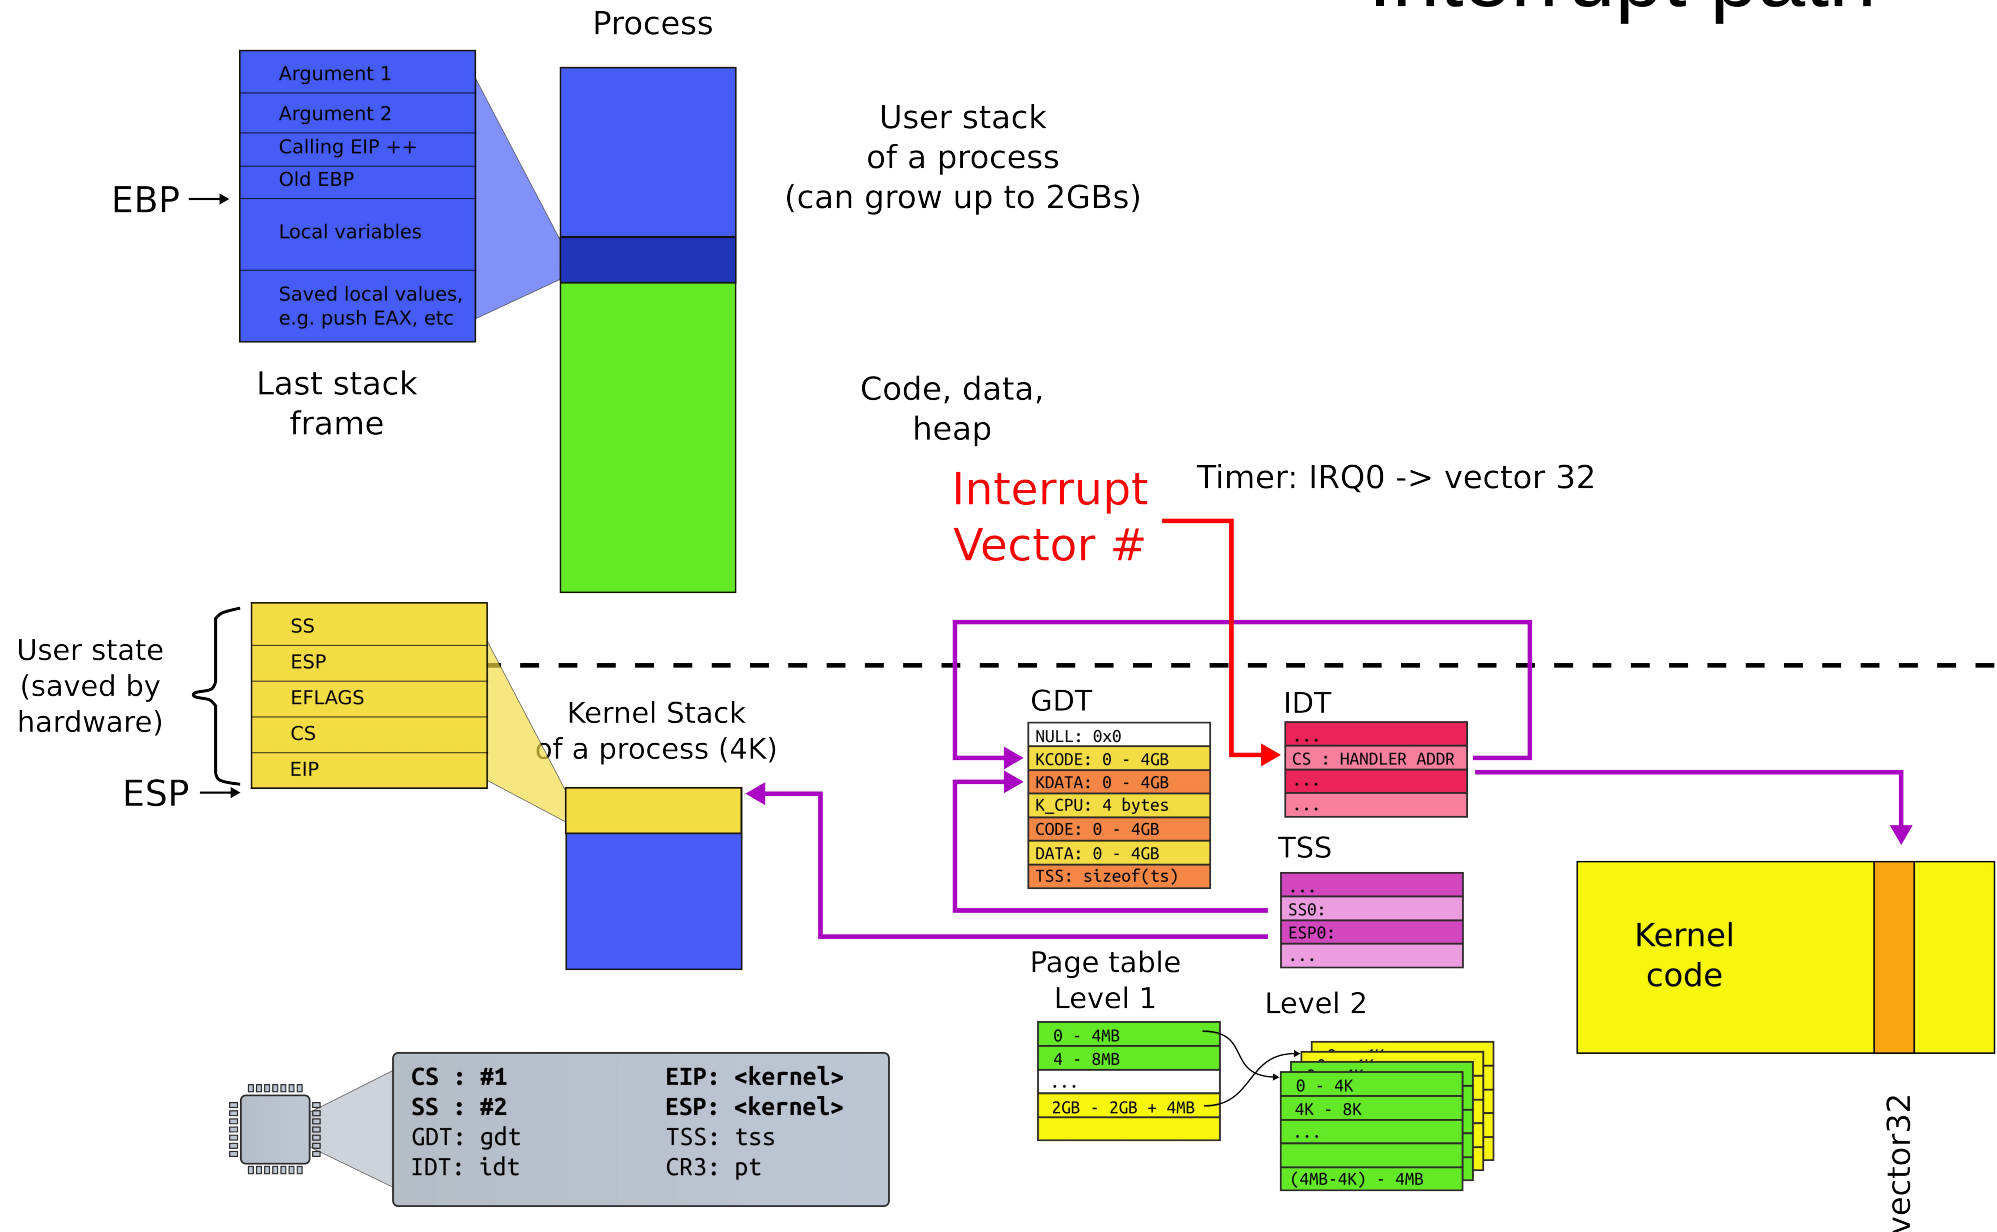 Interrupt path
Process
Argument 1
Argument 2
Calling EIP ++
Old EBP
EBP
Local variables
Saved local values,
e.g. push EAX, etc
Last stack
frame
User stack
of a process
(can grow up to 2GBs)
Code, data,
heap
Interrupt
Vector #
Timer: IRQ0 -> vector 32
User state
(saved by
hardware)
SS
ESP
EFLAGS
CS
EIP
ESP
Kernel Stack
of a process (4K)
GDT
NULL: 0x0
KCODE: 0 - 4GB
KDATA: 0 - 4GB
K_CPU: 4 bytes
CODE: 0 - 4GB
DATA: 0 - 4GB
TSS: sizeof(ts)
IDT
...
CS : HANDLER ADDR
...
...
TSS
...
SS0:
ESP0:
...
Kernel
code
vector32
Page table
Level 1
0 - 4MB
4 - 8MB
...
2GB - 2GB + 4MB
Level 2
0 - 4K
4K - 8K
...
(4MB-4K) - 4MB
CS : #1 EIP: <kernel>
SS : #2 ESP: <kernel>
GDT: gdt TSS: tss
IDT: idt CR3: pt